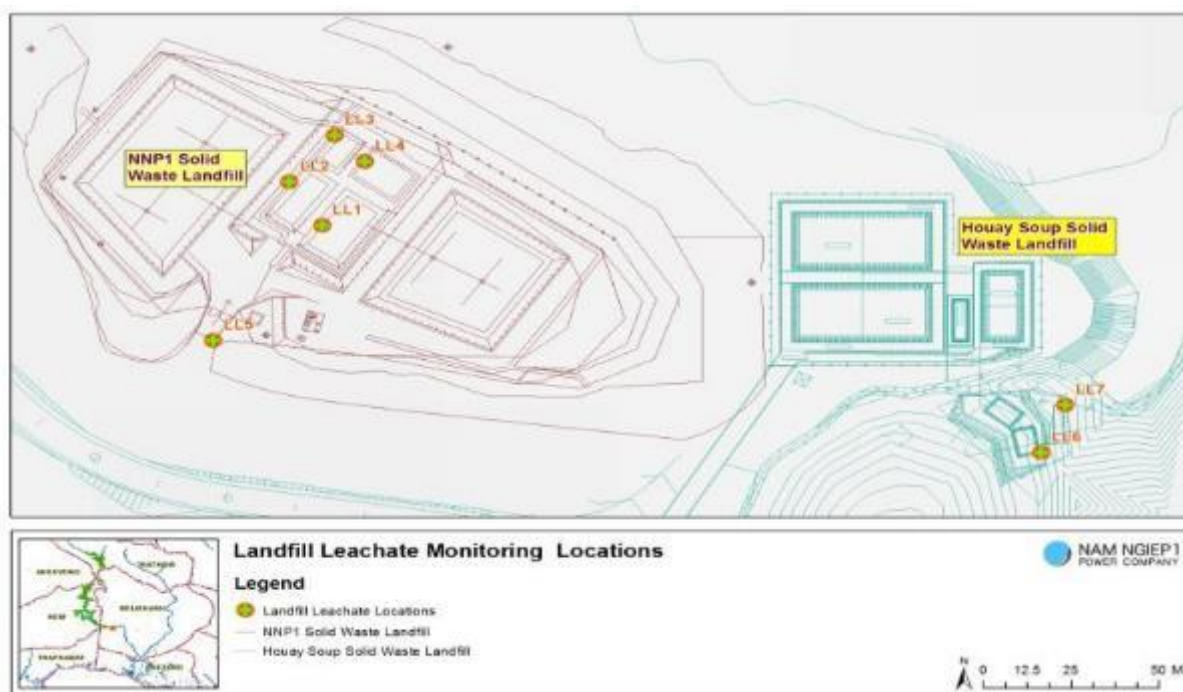 LL3
LL4
NNP1 Solid
Waste Landfill
LL2
LL1
Houay Soup Solid
Waste Landfill
LL5
LL7
LL6
Landfill Leachate Monitoring Locations
NAM NGIEP1
POWER COMPANY
Legend
Landfill Leachate Locations
NNP1 Solid Waste Landfill
Houay Soup Solid Waste Landfill
N
0 12.5 25 50 M